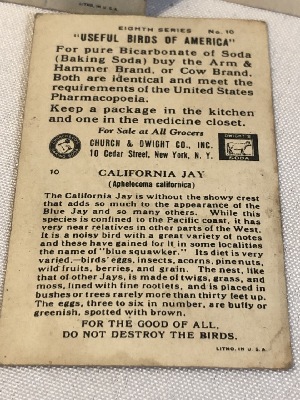 LITHO. IN U.S.A.
EIGHTH SERIES No. 10
"USEFUL BIRDS OF AMERICA"
For pure Bicarbonate of Soda
(Baking Soda) buy the Arm &
Hammer Brand, or Cow Brand.
Both are identical and meet the
requirements of the United States
Pharmacopoeia.
Keep a package in the kitchen
and one in the medicine closet.
For Sale at All Grocers
CHURCH & DWIGHT CO., INC.
10 Cedar Street, New York, N. Y.
DWIGHT'S
SODA
10 CALIFORNIA JAY
(Aphelocoma californica)
The California Jay is without the showy crest
that adds so much to the appearance of the
Blue Jay and so many others. While this
species is confined to the Pacific coast, it has
very near relatives in other parts of the West.
It is a noisy bird with a great variety of notes
and these have gained for it in some localities
the name of "blue squawker." Its diet is very
varied,—birds' eggs, insects, acorns, pinenuts,
wild fruits, berries, and grain. The nest, like
that of other Jays, is made of twigs, grass, and
moss, lined with fine rootlets, and is placed in
bushes or trees rarely more than thirty feet up.
The eggs, three to six in number, are buffy or
greenish, spotted with brown.
FOR THE GOOD OF ALL,
DO NOT DESTROY THE BIRDS.
LITHO. IN U.S.A.